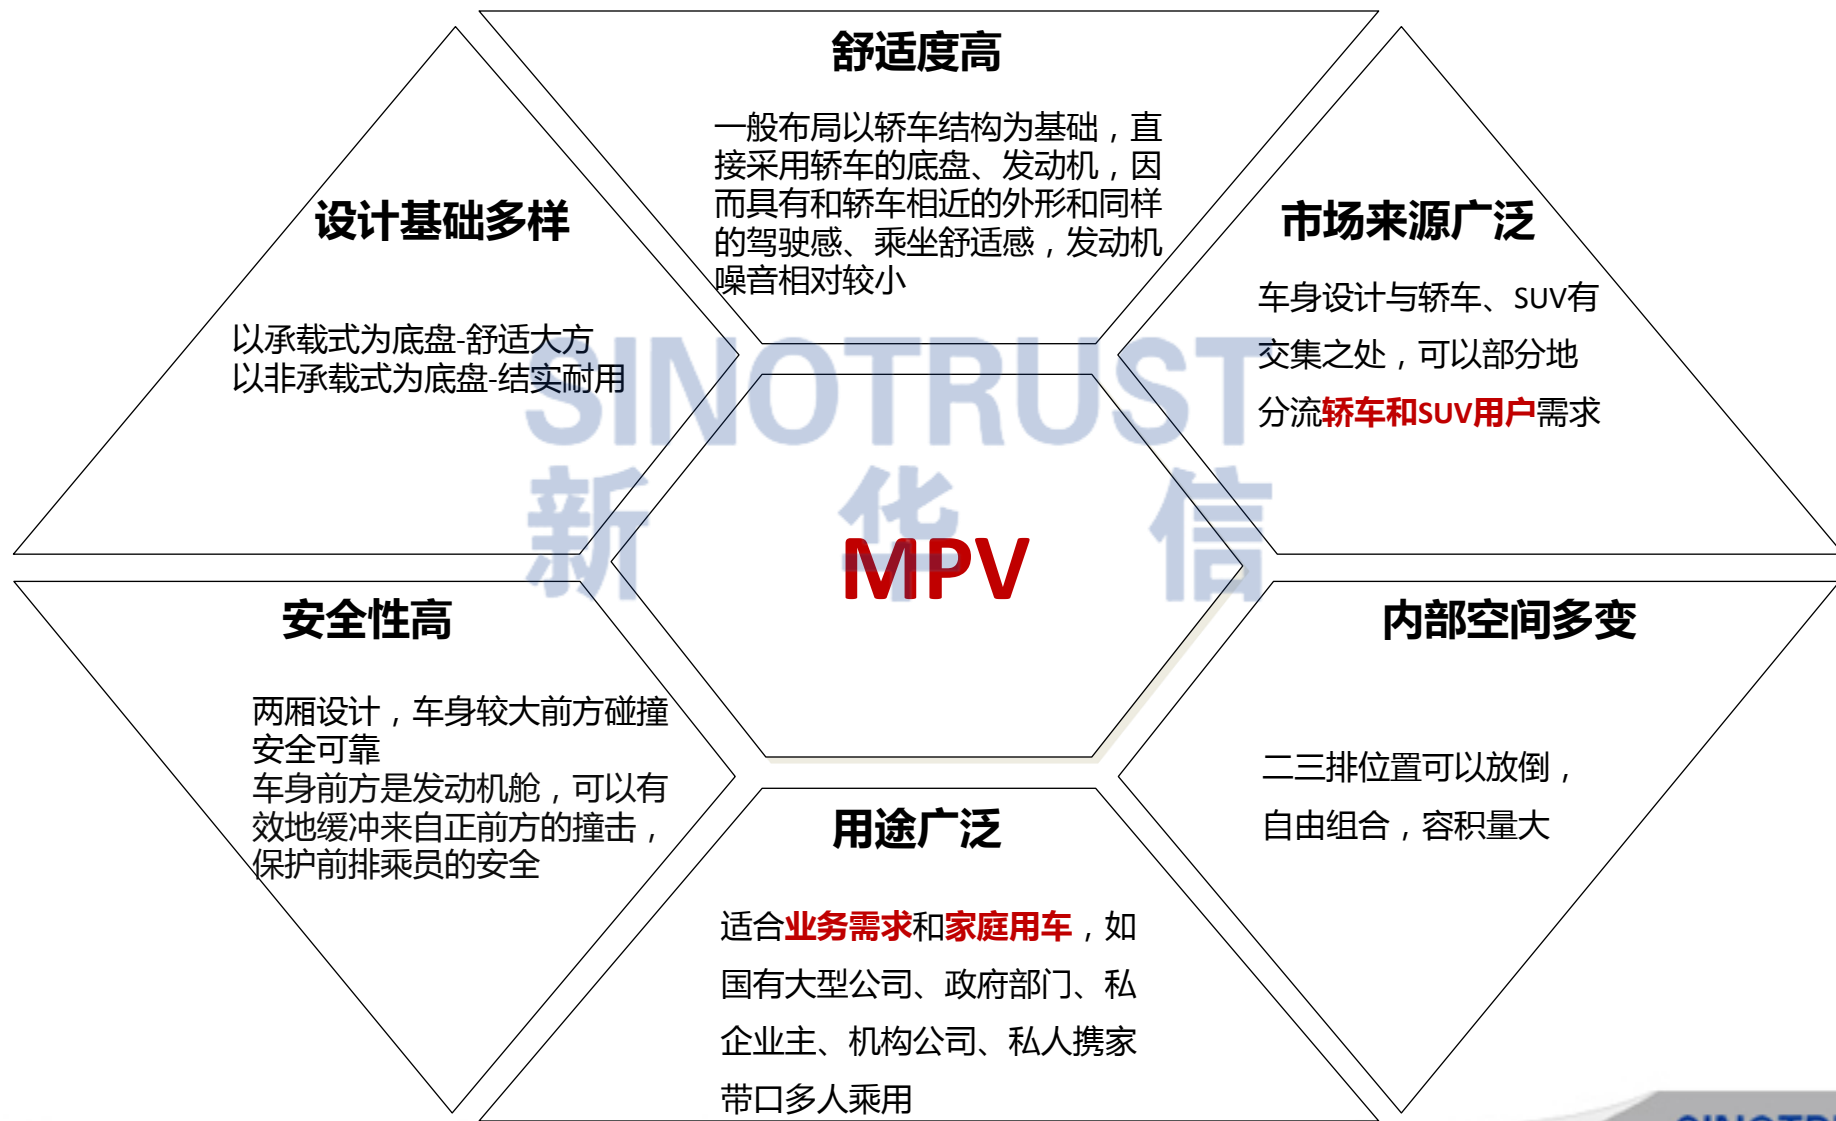 舒适度高
一般布局以轿车结构为基础，直
接采用轿车的底盘、发动机，因
而具有和轿车相近的外形和同样
的驾驶感、乘坐舒适感，发动机
噪音相对较小
设计基础多样
以承载式为底盘-舒适大方
以非承载式为底盘-结实耐用
市场来源广泛
车身设计与轿车、SUV有
交集之处，可以部分地
分流轿车和SUV用户需求
SINOTRUST
新华信
MPV
安全性高
两厢设计，车身较大前方碰撞
安全可靠
车身前方是发动机舱，可以有
效地缓冲来自正前方的撞击，
保护前排乘员的安全
内部空间多变
二三排位置可以放倒，
自由组合，容积量大
用途广泛
适合业务需求和家庭用车，如
国有大型公司、政府部门、私
企业主、机构公司、私人携家
带口多人乘用